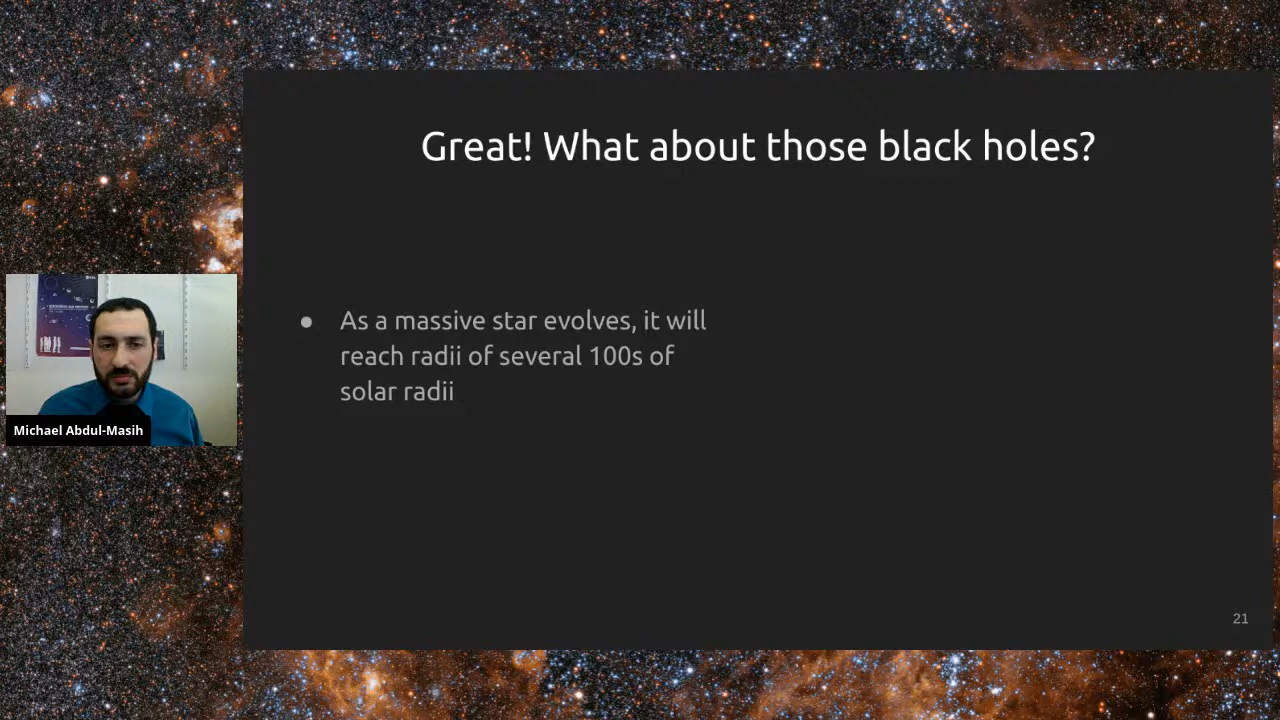 Great! What about those black holes?
● As a massive star evolves, it will
reach radii of several 100s of
solar radii
Michael Abdul-Masih
21